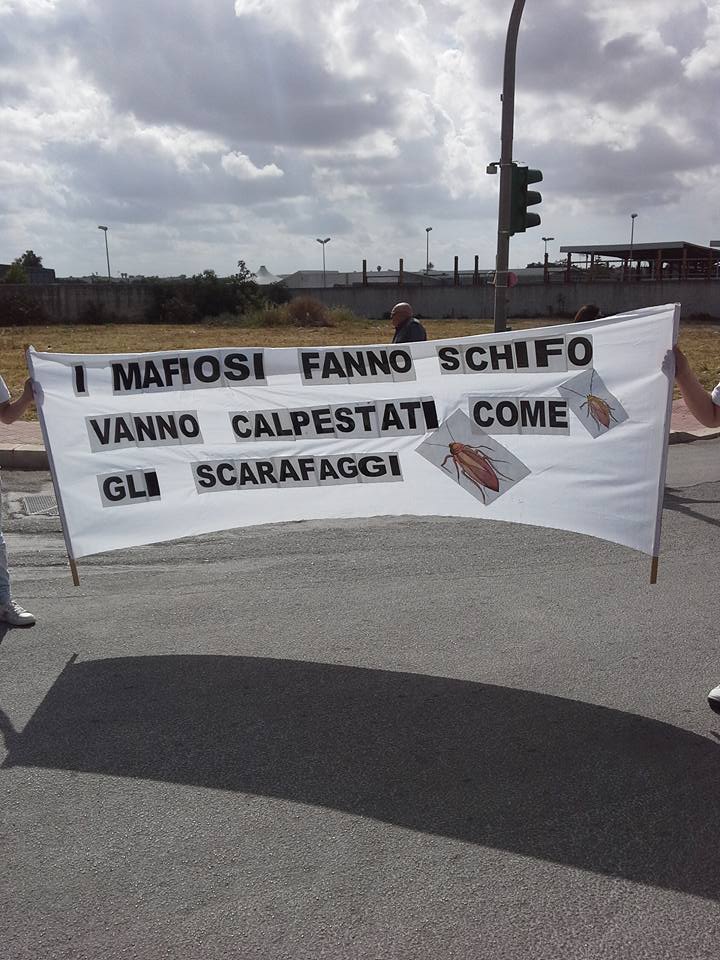 I MAFIOSI FANNO SCHIFO
VANNO CALPESTATI COME
GLI SCARAFAGGI